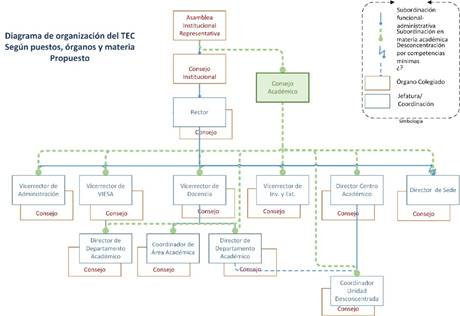 Diagrama de organización del TEC
Según puestos, órganos y materia
Propuesto
Asamblea
Institucional
Representativa
Consejo
Institucional
Consejo
Académico
Rector
Consejo
Subordinación
funcional-
administrativa
Subordinación en
materia académica
Desconcentración
por competencias
mínimas
¿?
Órgano Colegiado
Jefatura/
Coordinación
Simbología
Vicerrector de
Administración
Consejo
Vicerrector de
VIESA
Consejo
Vicerrector de
Docencia
Consejo
Vicerrector de
Inv. y Ext.
Consejo
Director Centro
Académico
Consejo
Director de Sede
Consejo
Director de
Departamento
Académico
Consejo
Coordinador de
Área Académica
Consejo
Director de
Departamento
Académico
Consejo
Coordinador
Unidad
Desconcentrada
Consejo